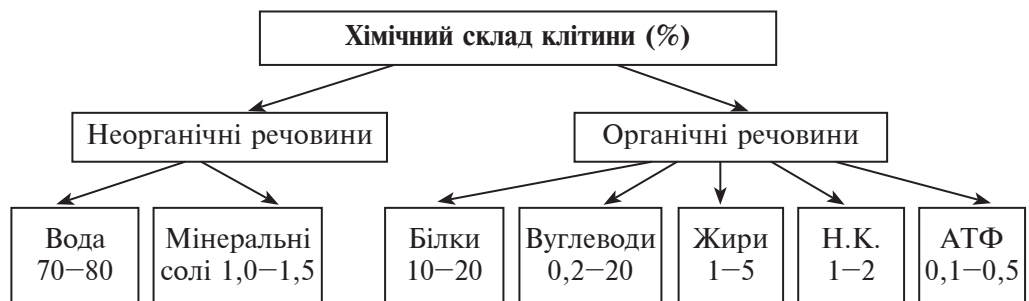 Хімічний склад клітини (%)
Неорганічні речовини
Органічні речовини
Вода
70–80
Мінеральні
солі 1,0–1,5
Білки
10–20
Вуглеводи
0,2–20
Жири
1–5
Н.К.
1–2
АТФ
0,1–0,5